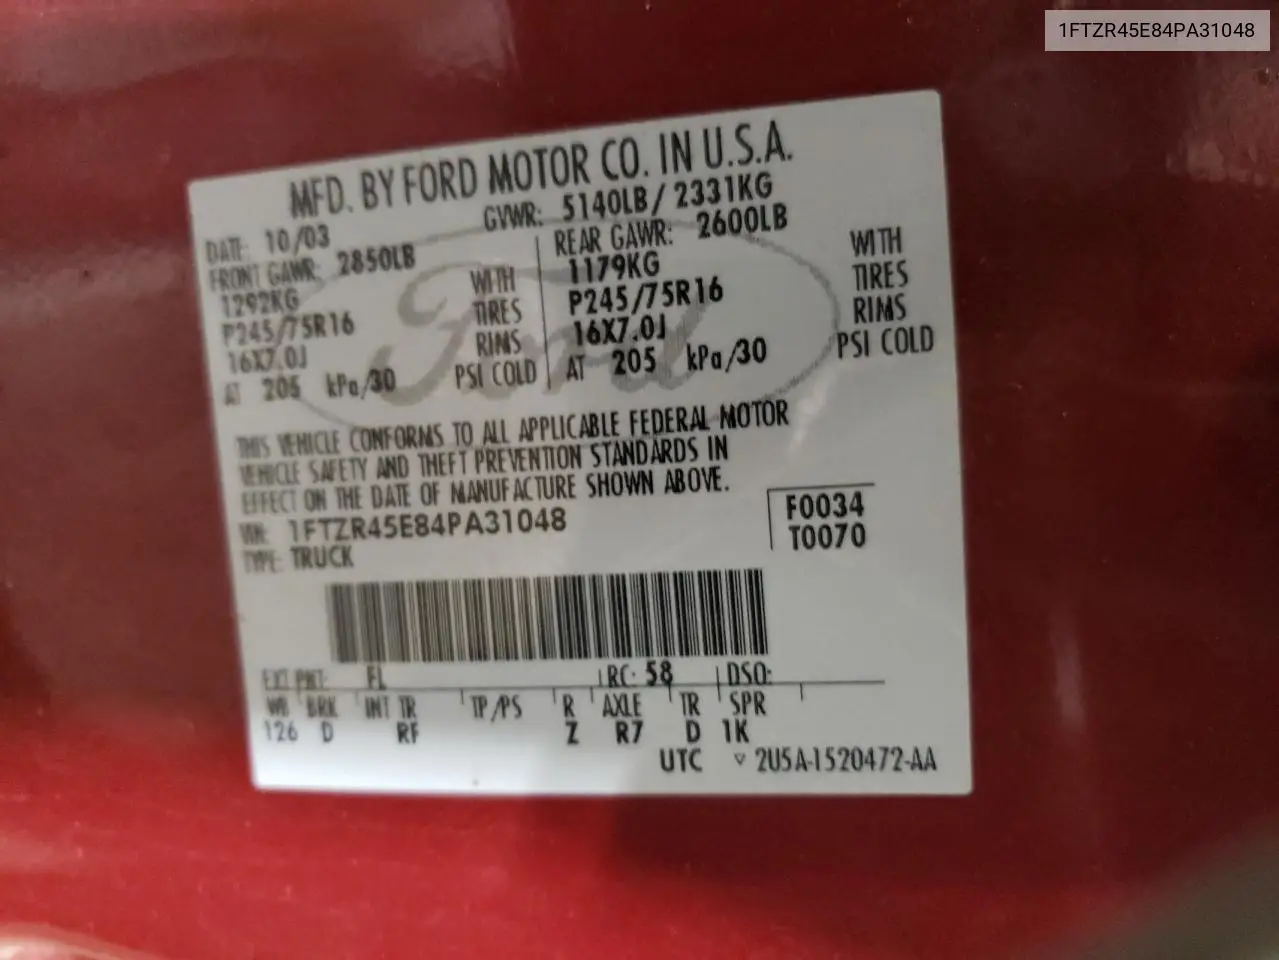 1FTZR45E84PA31048
MFD. BY FORD MOTOR CO. IN U.S.A.
DATE: 10/03 GVWR: 5140LB/ 2331KG
FRONT GAWR: 2850LB REAR GAWR: 2600LB
1292KG WITH 1179KG WITH
P245/75R16 TIRES P245/75R16 TIRES
16X7.0J RIMS 16X7.0J RIMS
AT 205 kPa/30 PSI COLD AT 205 kPa/30 PSI COLD
THIS VEHICLE CONFORMS TO ALL APPLICABLE FEDERAL MOTOR
VEHICLE SAFETY AND THEFT PREVENTION STANDARDS IN
EFFECT ON THE DATE OF MANUFACTURE SHOWN ABOVE.
VIN: 1FTZR45E84PA31048 F0034
TYPE: TRUCK T0070
EXT PNT: FL RC: 58 DSO:
WB BRK INT TR TP/PS R AXLE TR SPR
126 D RF Z R7 D 1K
UTC ▽ 2U5A-1520472-AA
Ford